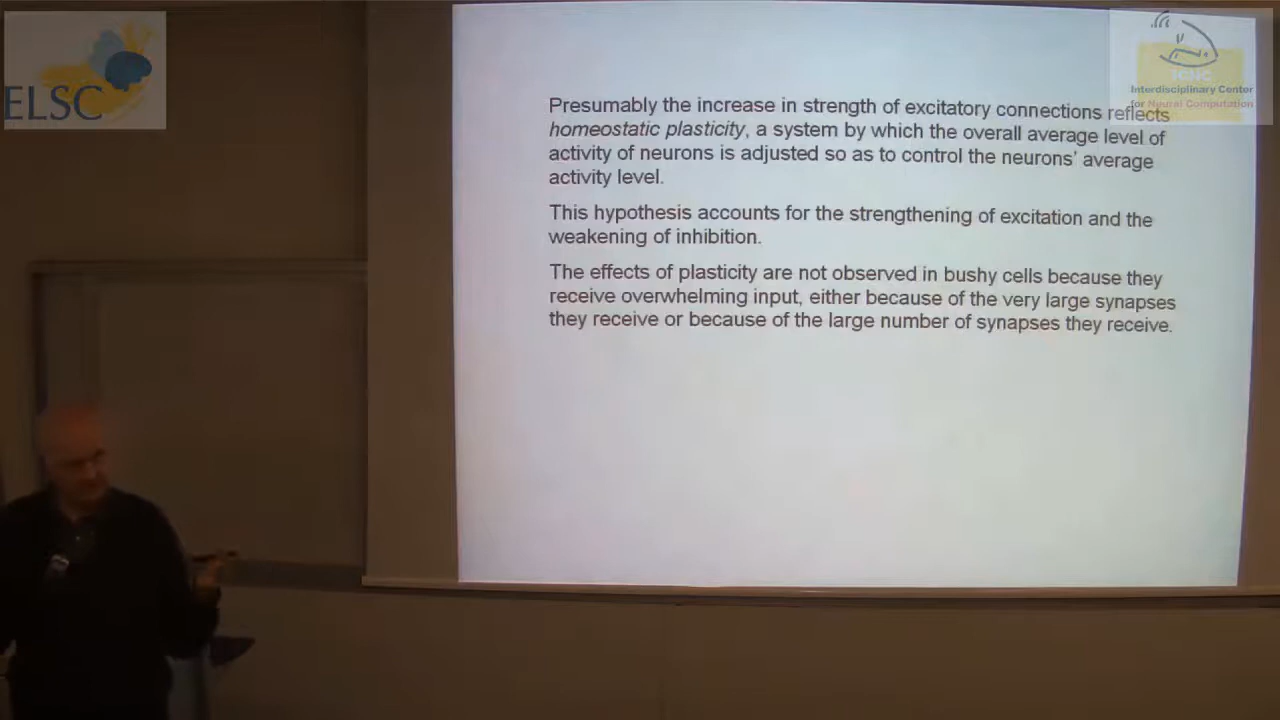 ELSC
ICNC
Interdisciplinary Center
for Neural Computation
Presumably the increase in strength of excitatory connections reflects
homeostatic plasticity, a system by which the overall average level of
activity of neurons is adjusted so as to control the neurons' average
activity level.
This hypothesis accounts for the strengthening of excitation and the
weakening of inhibition.
The effects of plasticity are not observed in bushy cells because they
receive overwhelming input, either because of the very large synapses
they receive or because of the large number of synapses they receive.